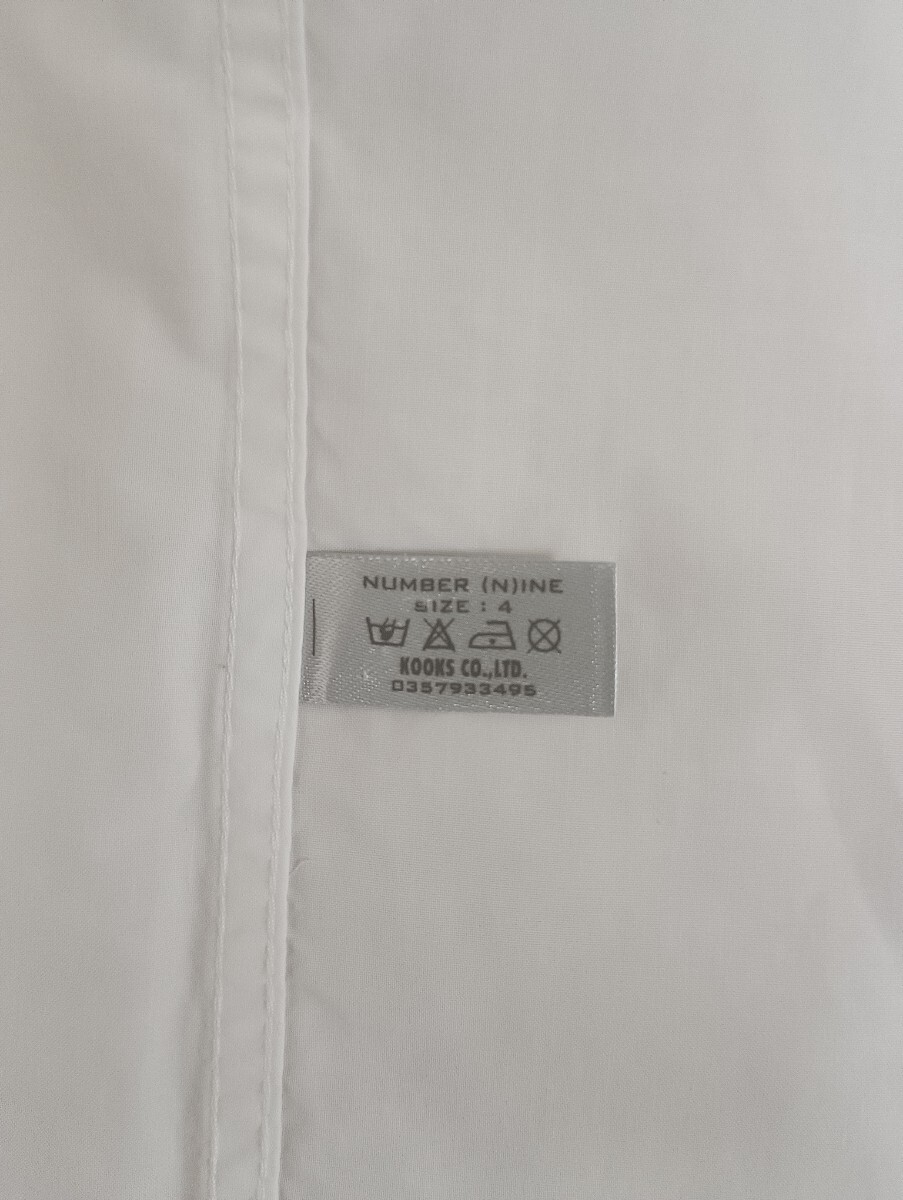 NUMBER (N)INE
SIZE : 4
KOOKS CO.,LTD.
0357933495